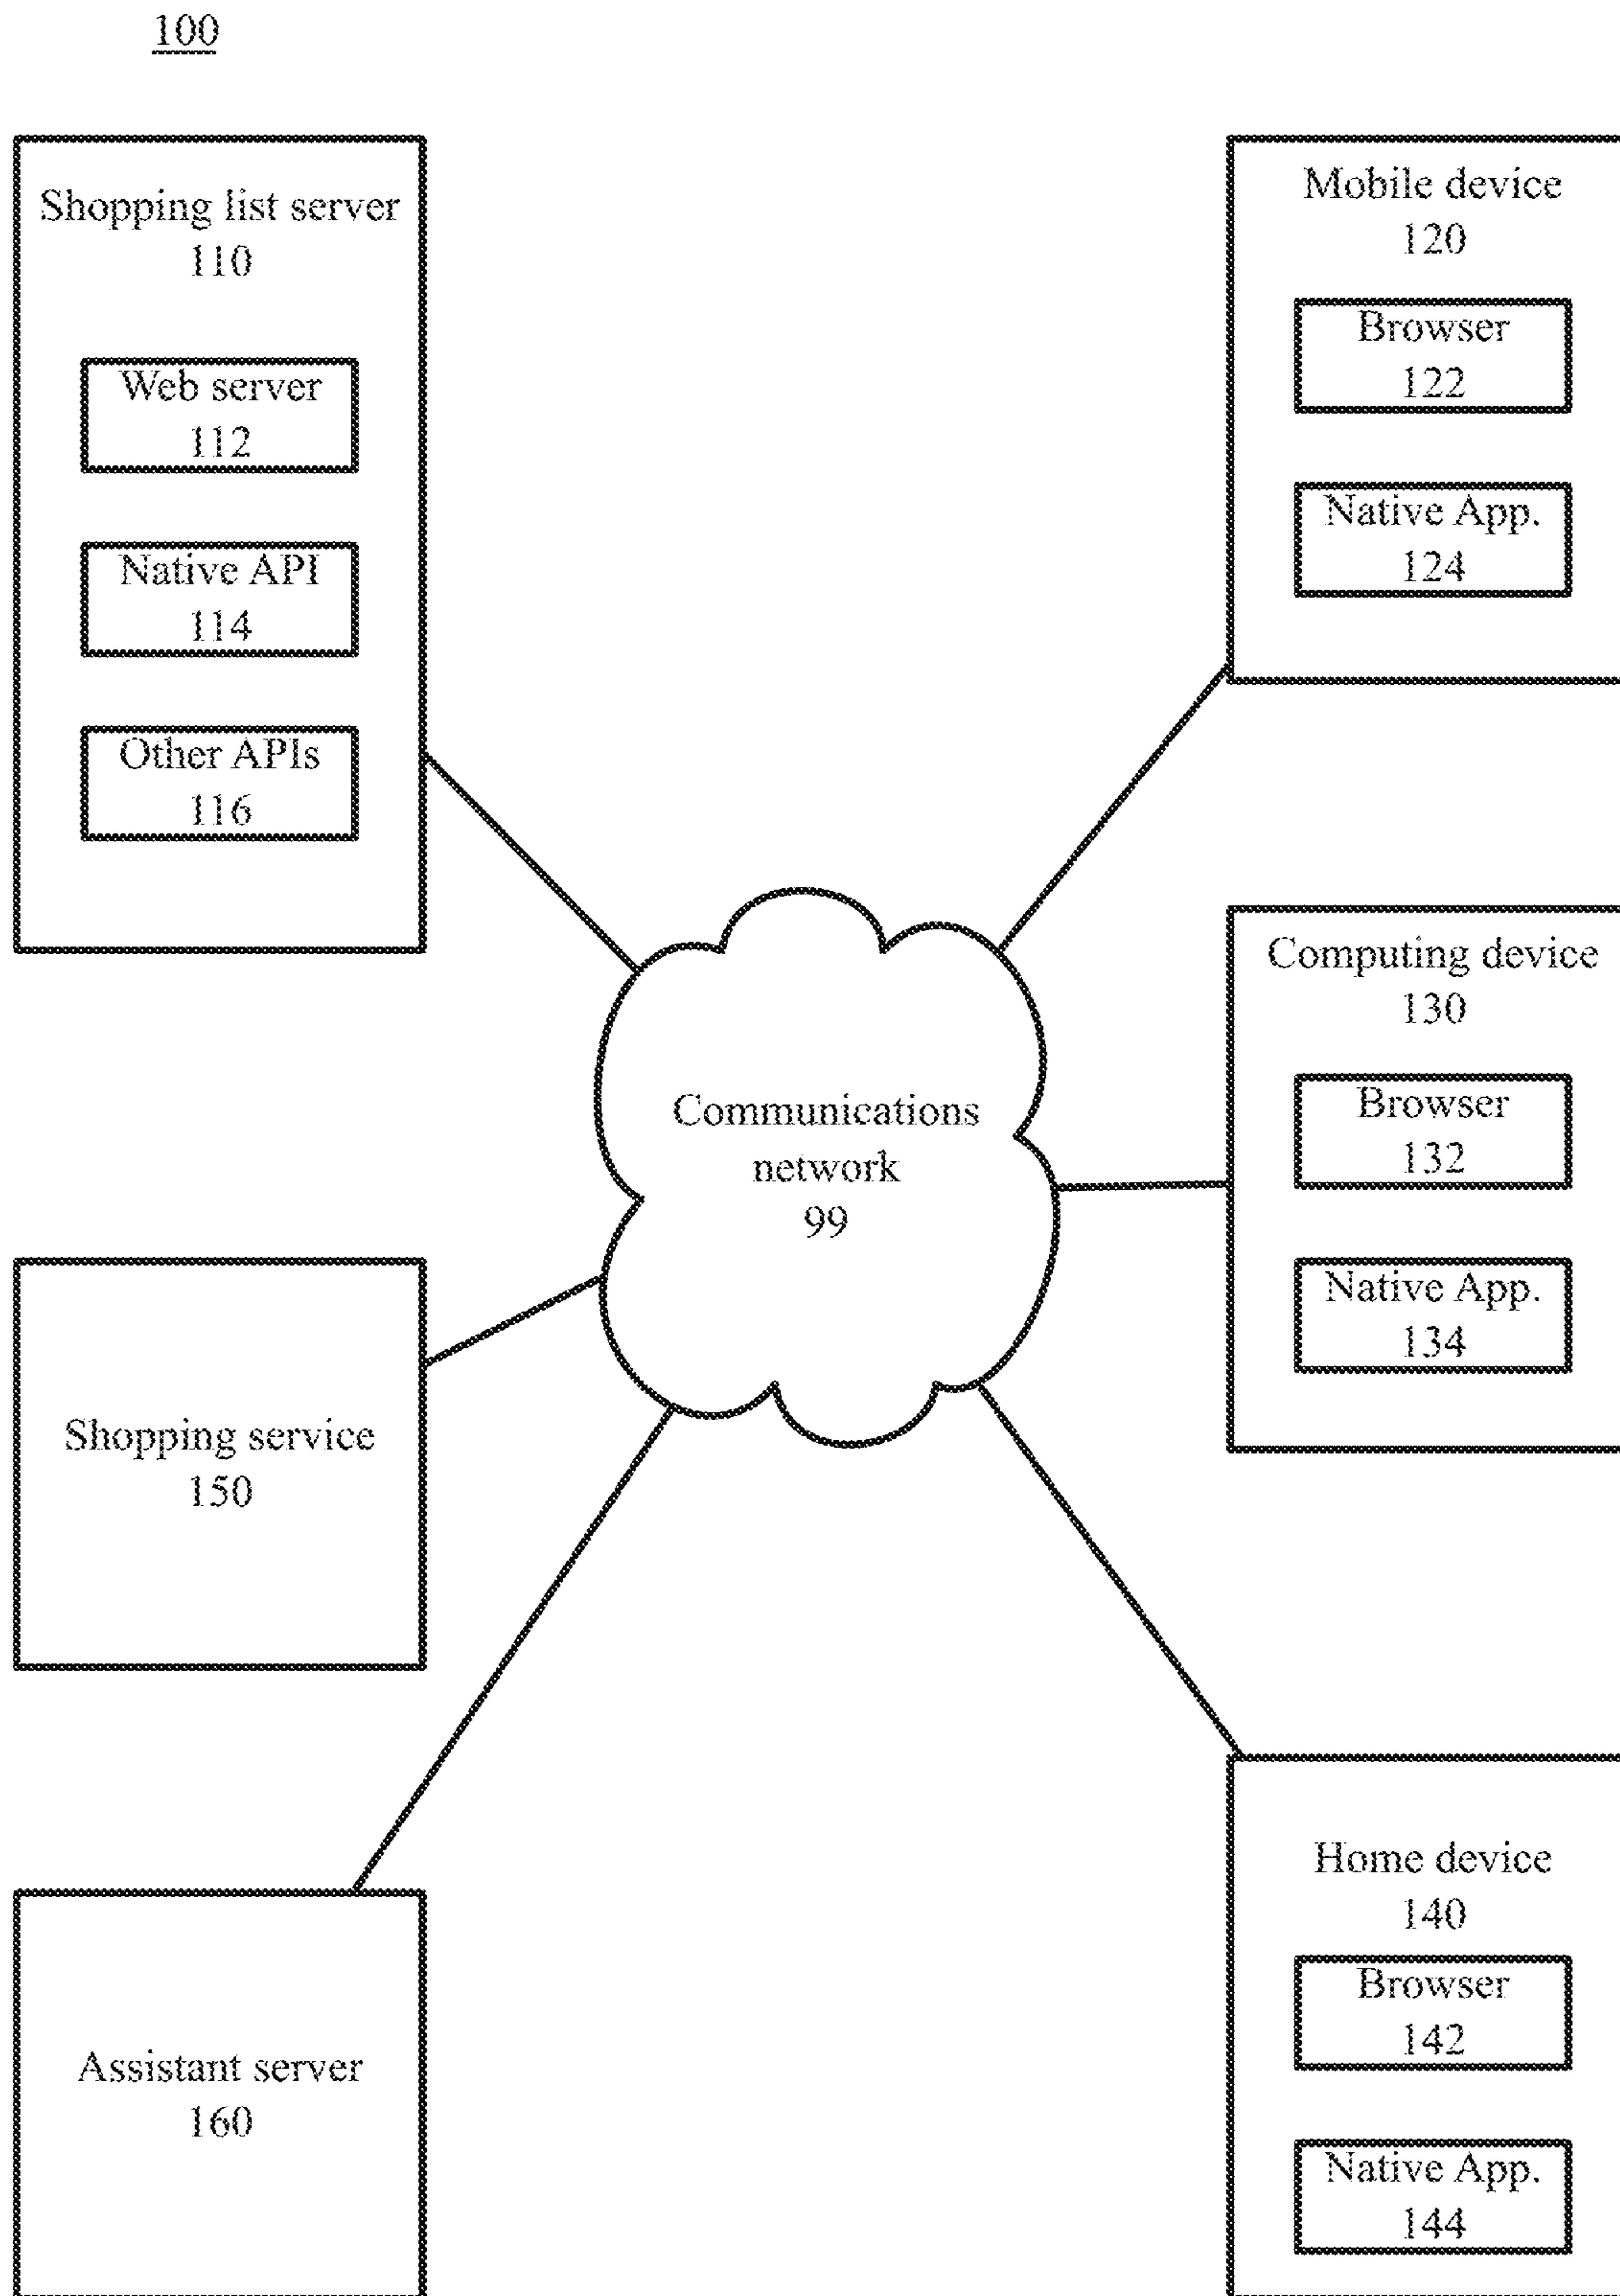 100
Shopping list server
110
Web server
112
Native API
114
Other APIs
116
Mobile device
120
Browser
122
Native App.
124
Communications
network
99
Computing device
130
Browser
132
Native App.
134
Shopping service
150
Assistant server
160
Home device
140
Browser
142
Native App.
144